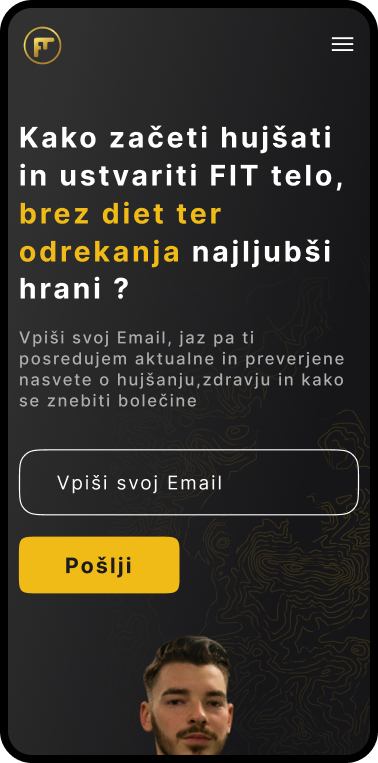 FT
Kako začeti hujšati
in ustvariti FIT telo,
brez diet ter
odrekanja najljubši
hrani ?
Vpiši svoj Email, jaz pa ti
posredujem aktualne in preverjene
nasvete o hujšanju,zdravju in kako
se znebiti bolečine
Vpiši svoj Email
Pošlji